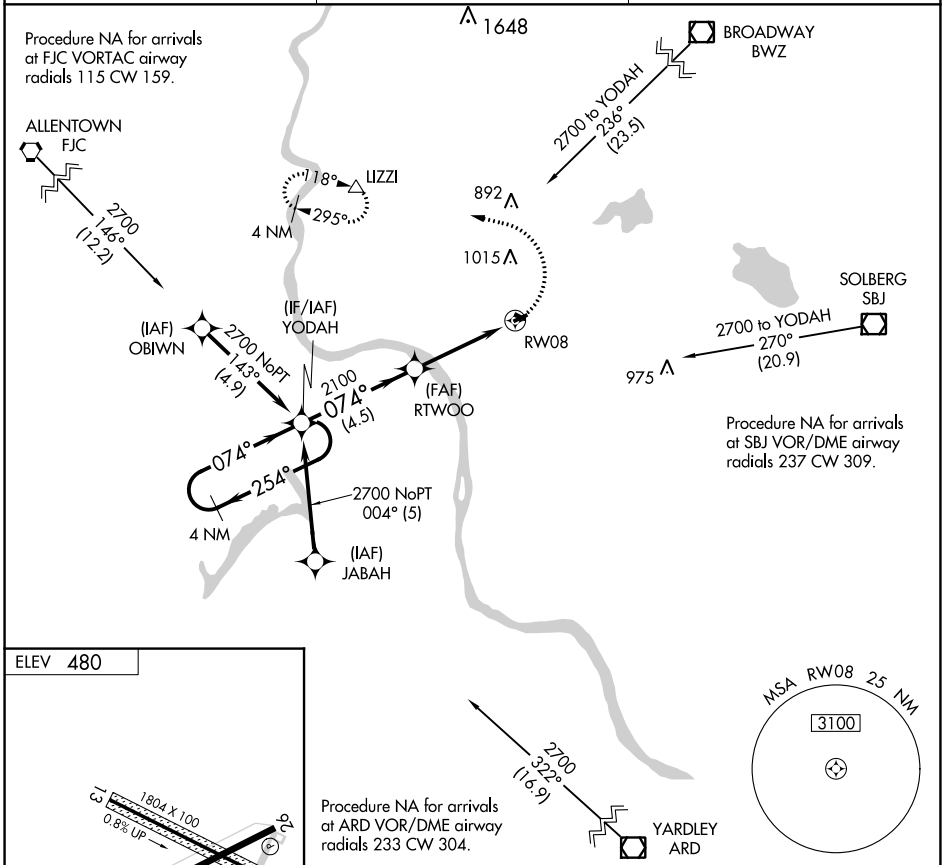 1648
Procedure NA for arrivals
at FJC VORTAC airway
radials 115 CW 159.
BROADWAY
BWZ
2700 to YODAH
236°
(23.5)
ALLENTOWN
FJC
2700
146°
(12.2)
118°
LIZZI
295°
4 NM
892
1015
SOLBERG
SBJ
2700 to YODAH
270°
(20.9)
975
(IF/IAF)
YODAH
(IAF)
OBIWN
2700 NoPT
143°
(4.9)
RW08
2100
074°
(4.5)
(FAF)
RTWOO
074°
254°
4 NM
2700 NoPT
004° (5)
(IAF)
JABAH
Procedure NA for arrivals
at SBJ VOR/DME airway
radials 237 CW 309.
ELEV 480
MSA RW08 25 NM
3100
2700
322°
(16.9)
13
1804 X 100
0.8% UP
26
P
Procedure NA for arrivals
at ARD VOR/DME airway
radials 233 CW 304.
YARDLEY
ARD